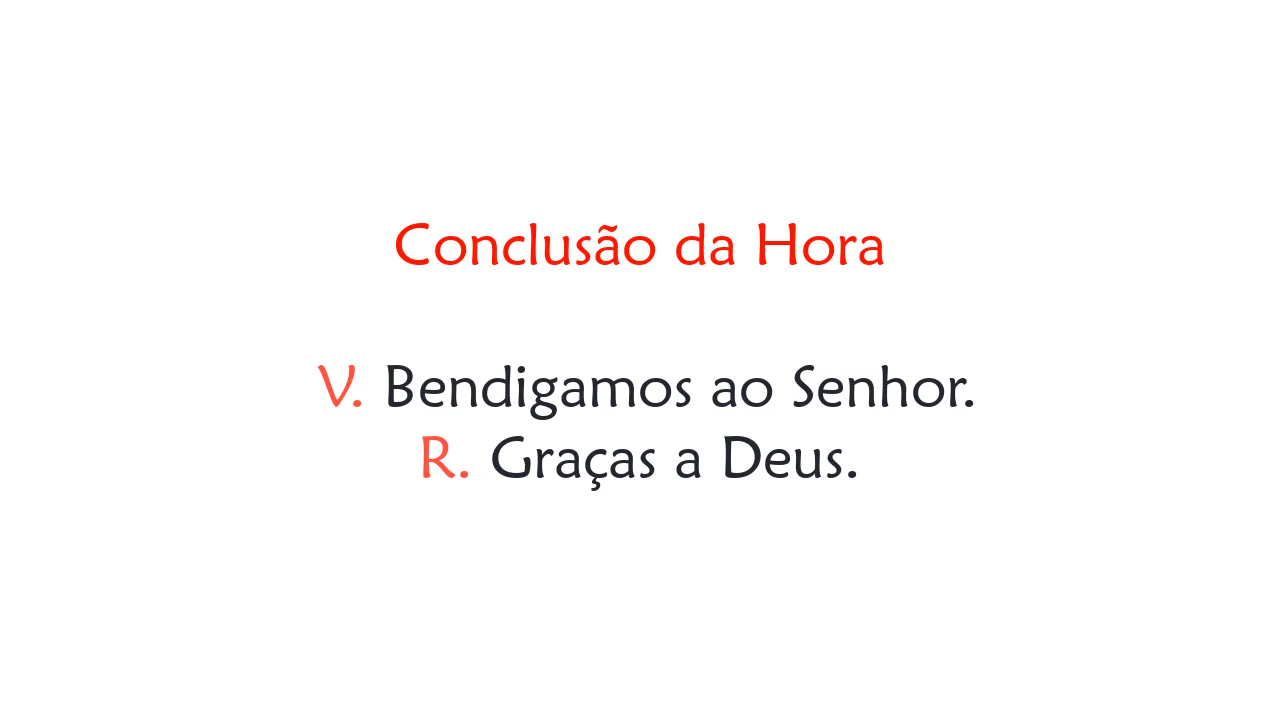 Conclusão da Hora
V. Bendigamos ao Senhor.
R. Graças a Deus.